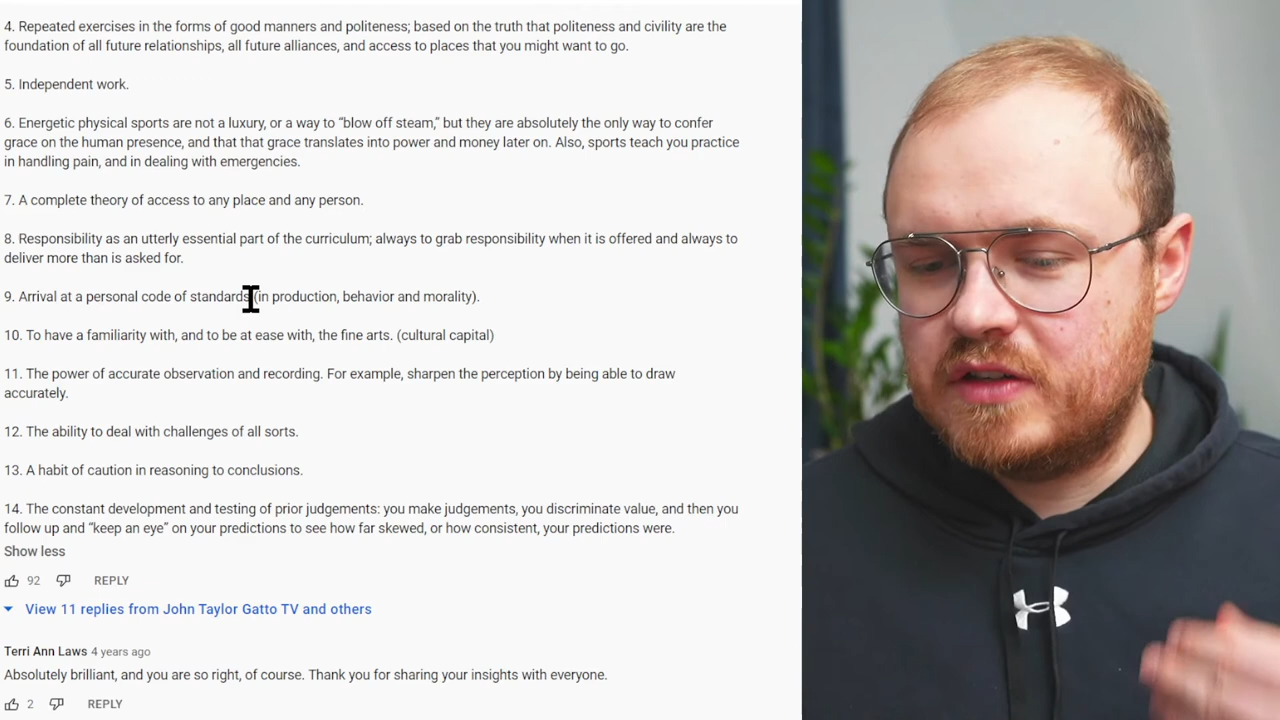 4. Repeated exercises in the forms of good manners and politeness; based on the truth that politeness and civility are the
foundation of all future relationships, all future alliances, and access to places that you might want to go.
5. Independent work.
6. Energetic physical sports are not a luxury, or a way to “blow off steam,” but they are absolutely the only way to confer
grace on the human presence, and that that grace translates into power and money later on. Also, sports teach you practice
in handling pain, and in dealing with emergencies.
7. A complete theory of access to any place and any person.
8. Responsibility as an utterly essential part of the curriculum; always to grab responsibility when it is offered and always to
deliver more than is asked for.
9. Arrival at a personal code of standards (in production, behavior and morality).
10. To have a familiarity with, and to be at ease with, the fine arts. (cultural capital)
11. The power of accurate observation and recording. For example, sharpen the perception by being able to draw
accurately.
12. The ability to deal with challenges of all sorts.
13. A habit of caution in reasoning to conclusions.
14. The constant development and testing of prior judgements: you make judgements, you discriminate value, and then you
follow up and “keep an eye” on your predictions to see how far skewed, or how consistent, your predictions were.
Show less
92 REPLY
View 11 replies from John Taylor Gatto TV and others
Terri Ann Laws 4 years ago
Absolutely brilliant, and you are so right, of course. Thank you for sharing your insights with everyone.
2 REPLY